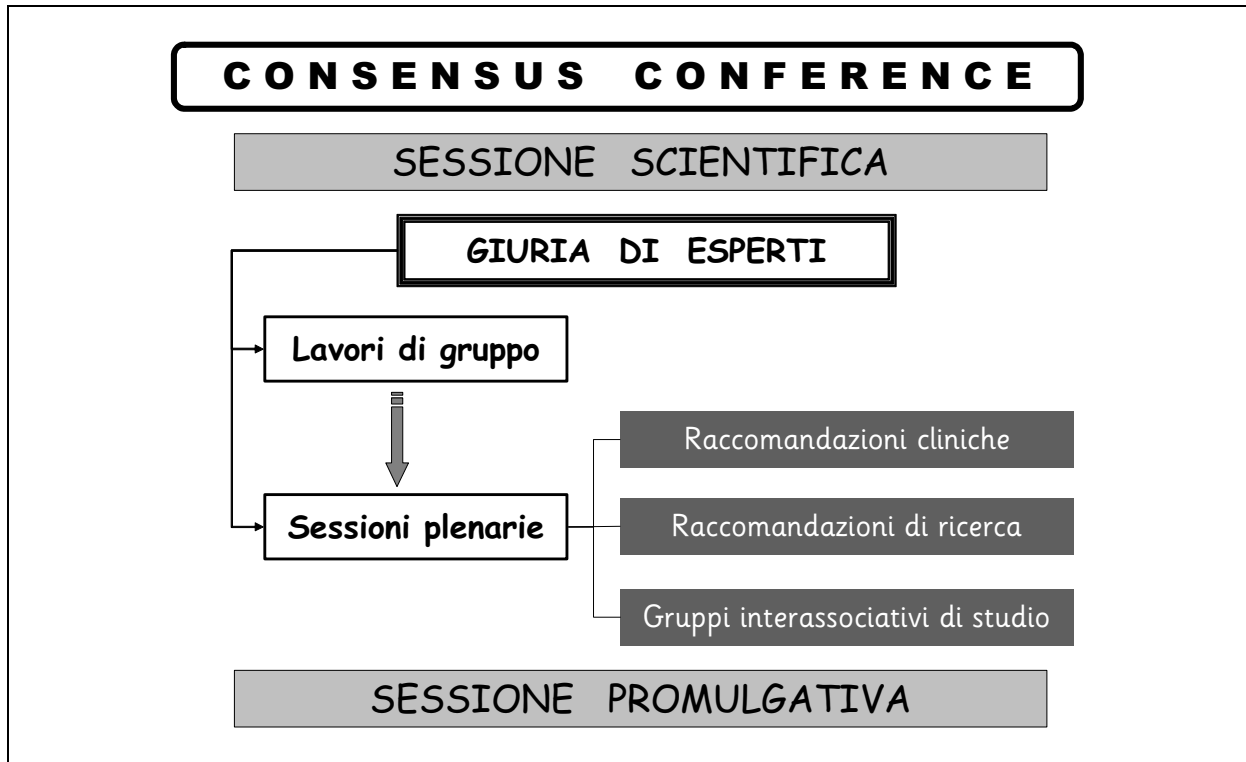 CONSENSUS CONFERENCE
SESSIONE SCIENTIFICA
GIURIA DI ESPERTI
Lavori di gruppo
Raccomandazioni cliniche
Sessioni plenarie
Raccomandazioni di ricerca
Gruppi interassociativi di studio
SESSIONE PROMULGATIVA